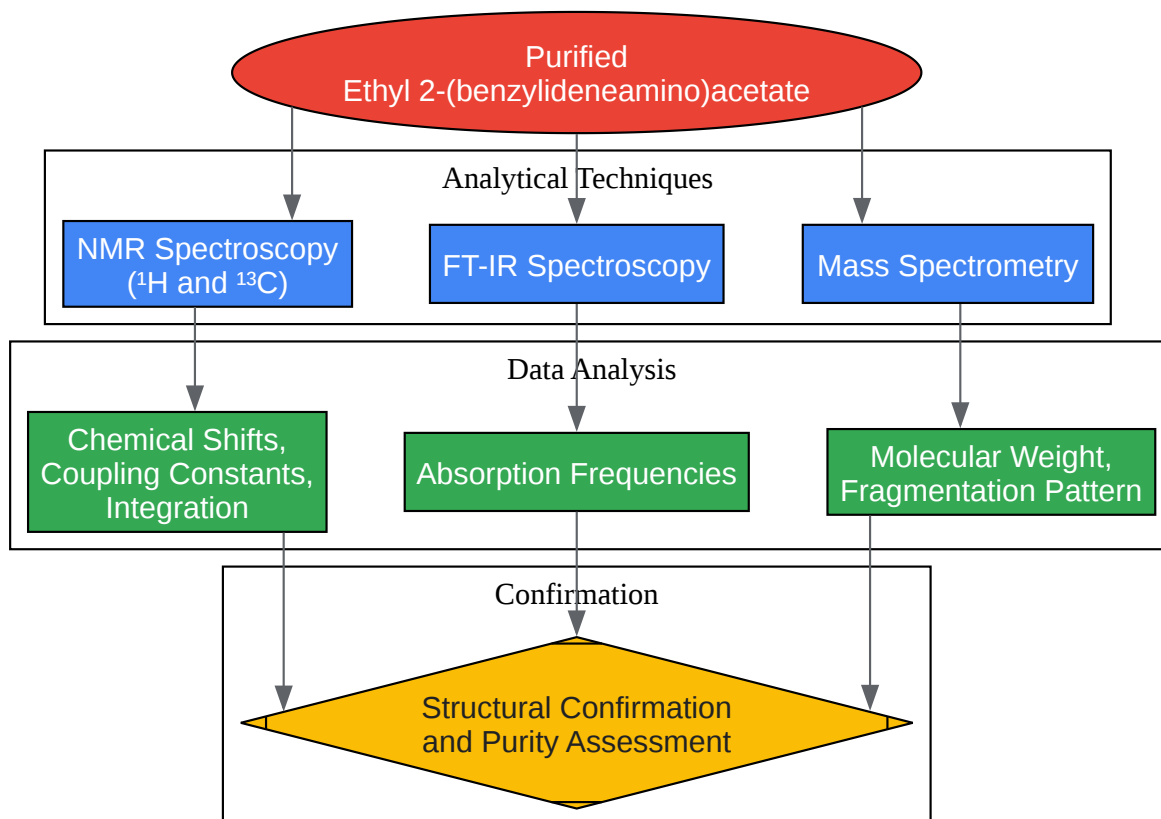 Purified
Ethyl 2-(benzylideneamino)acetate
Analytical Techniques
NMR Spectroscopy
(¹H and ¹³C)
FT-IR Spectroscopy
Mass Spectrometry
Data Analysis
Chemical Shifts,
Coupling Constants,
Integration
Absorption Frequencies
Molecular Weight,
Fragmentation Pattern
Confirmation
Structural Confirmation
and Purity Assessment